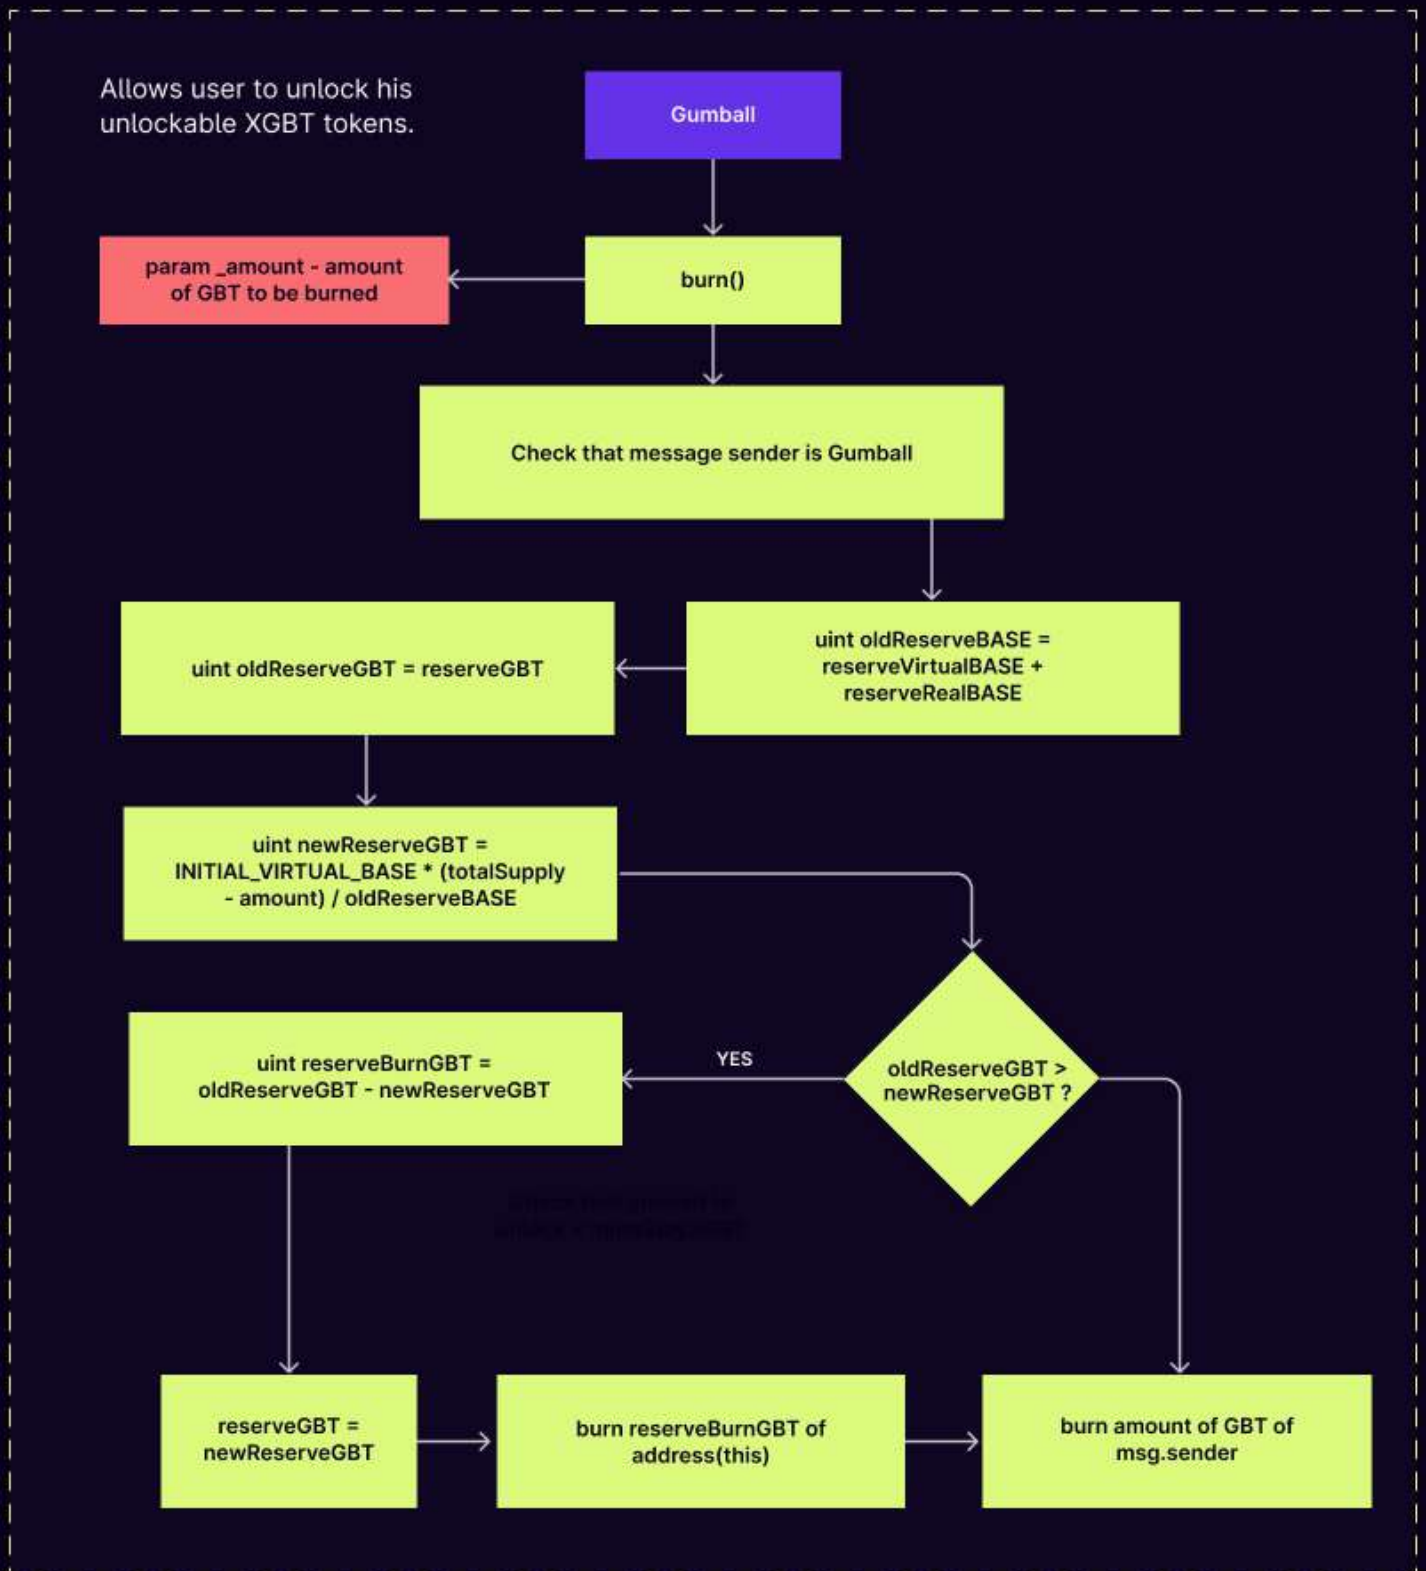 Allows user to unlock his
unlockable XGBT tokens.
Gumball
param _amount - amount
of GBT to be burned
burn()
Check that message sender is Gumball
uint oldReserveGBT = reserveGBT
uint oldReserveBASE =
reserveVirtualBASE +
reserveRealBASE
uint newReserveGBT =
INITIAL_VIRTUAL_BASE * (totalSupply
- amount) / oldReserveBASE
uint reserveBurnGBT =
oldReserveGBT - newReserveGBT
YES
oldReserveGBT >
newReserveGBT ?
reserveGBT =
newReserveGBT
burn reserveBurnGBT of
address(this)
burn amount of GBT of
msg.sender